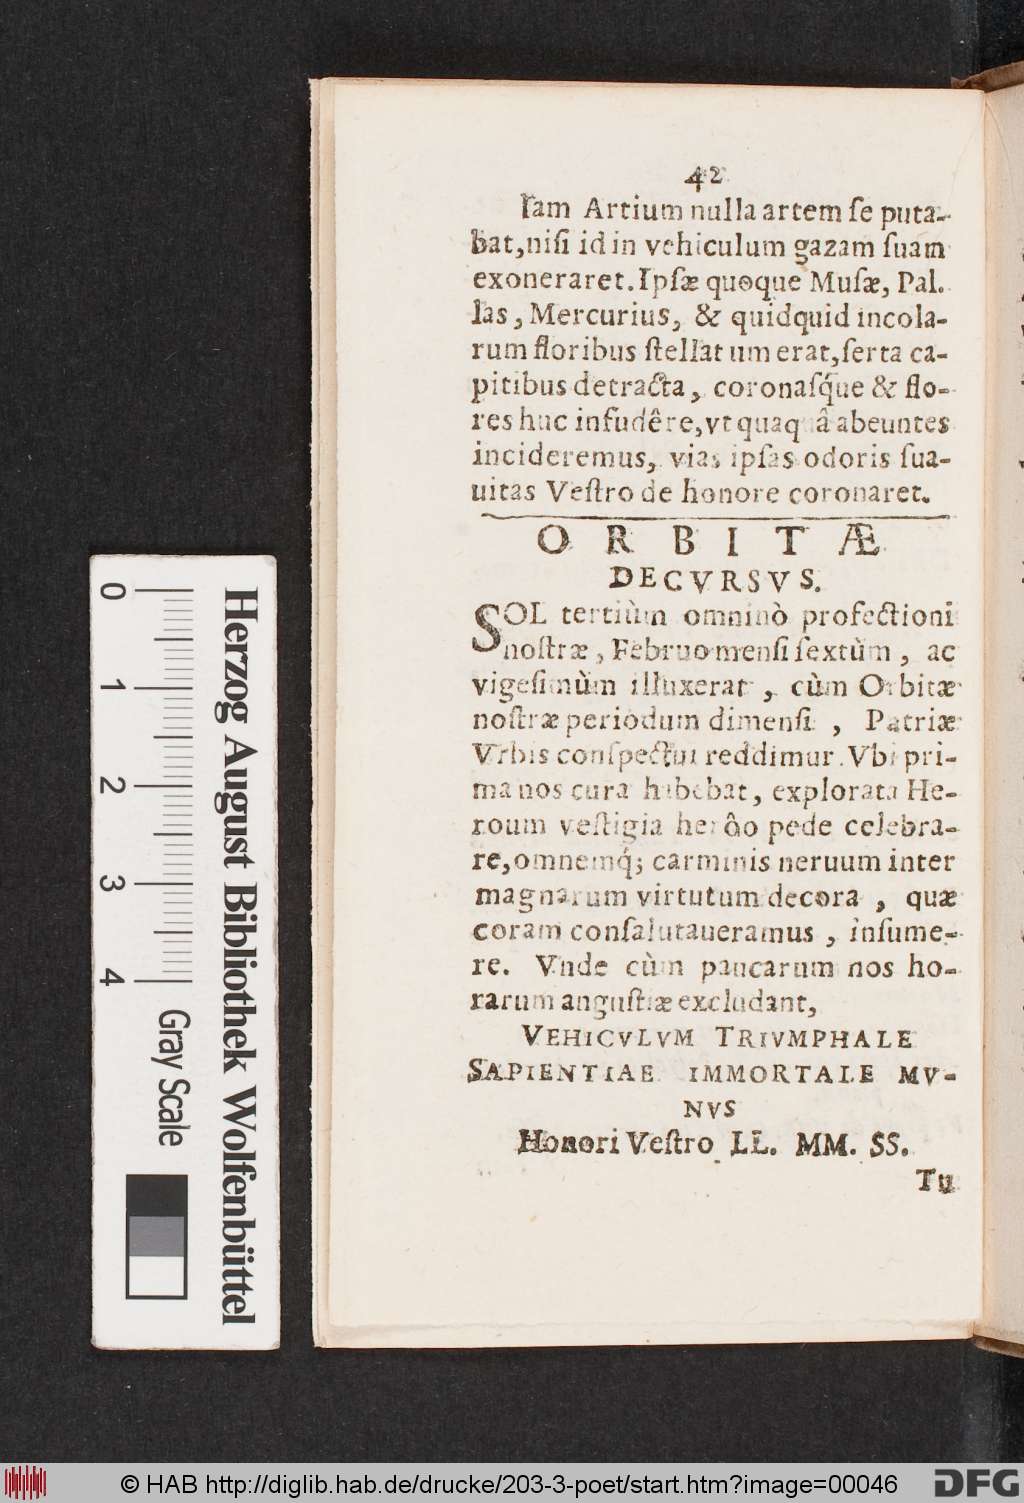 42
Iam Artium nulla artem ſe puta-
bat,niſi id in vehiculum gazam ſuam
exoneraret. Ipſæ quoque Muſæ, Pal.
las, Mercurius, & quidquid incola-
rum floribus ſtellatum erat,ſerta ca-
pitibus detracta, coronaſq́ue & flo-
res huc infudêre,vt quaquâ abeuntes
incideremus, vias ipſas odoris ſua-
uitas Veſtro de honore coronaret.
ORBITÆ
DECVRSVS.
SOL tertiùm omninò profectioni
noſtræ, Februo menſi ſextùm, ac
vigeſimùm illuxerat, cùm Orbitæ
noſtræ periodum dimenſi, Patriæ
Vrbis conſpectui reddimur. Vbi pri-
ma nos cura habebat, explorata He-
roum veſtigia herôo pede celebra-
re,omnemq́; carminis neruum inter
magnarum virtutum decora, quæ
coram conſalutaueramus, inſume-
re. Vnde cùm paucarum nos ho-
rarum anguſtiæ excludant,
VEHICVLVM TRIVMPHALE
SAPIENTIAE IMMORTALE MV-
NVS
Honori Veſtro LL. MM. SS.
Tu
Herzog August Bibliothek Wolfenbüttel
0 1 2 3 4 Gray Scale
© HAB http://diglib.hab.de/drucke/203-3-poet/start.htm?image=00046
DFG